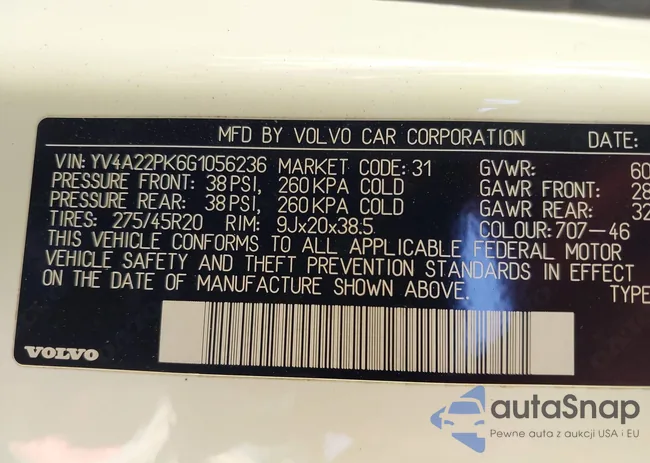 MFD BY VOLVO CAR CORPORATION DATE:
VIN: YV4A22PK6G1056236 MARKET CODE: 31 GVWR: 60
PRESSURE FRONT: 38 PSI, 260 KPA COLD GAWR FRONT: 28
PRESSURE REAR: 38 PSI, 260 KPA COLD GAWR REAR: 32
TIRES: 275/45R20 RIM: 9Jx20x38.5 COLOUR: 707-46
THIS VEHICLE CONFORMS TO ALL APPLICABLE FEDERAL MOTOR
VEHICLE SAFETY AND THEFT PREVENTION STANDARDS IN EFFECT
ON THE DATE OF MANUFACTURE SHOWN ABOVE. TYPE
VOLVO
autaSnap
Pewne auta z aukcji USA i EU